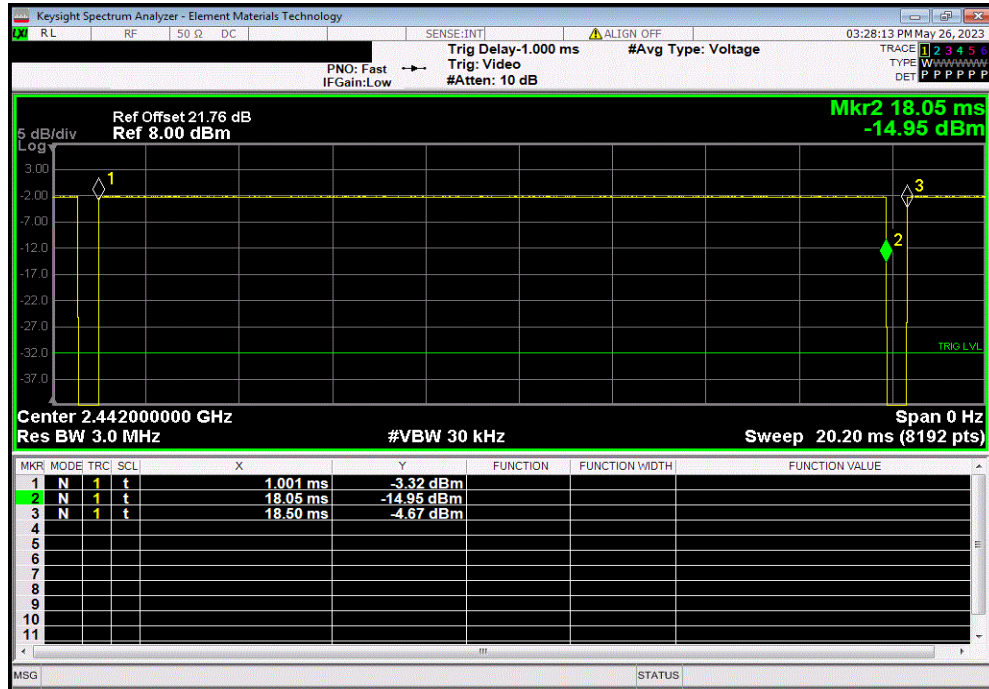 Keysight Spectrum Analyzer - Element Materials Technology
LXI RL RF 50 Ω DC SENSE:INT ALIGN OFF 03:28:13 PM May 26, 2023
Trig Delay-1.000 ms #Avg Type: Voltage TRACE 1 2 3 4 5 6
PNO: Fast Trig: Video TYPE WWWWWW
IFGain:Low #Atten: 10 dB DET P P P P P P
Mkr2 18.05 ms
-14.95 dBm
Ref Offset 21.76 dB
5 dB/div Ref 8.00 dBm
Log
3.00
-2.00
-7.00
-12.0
-17.0
-22.0
-27.0
-32.0
-37.0
1
3
2
TRIG LVL
Center 2.442000000 GHz Span 0 Hz
Res BW 3.0 MHz #VBW 30 kHz Sweep 20.20 ms (8192 pts)
MKR MODE TRC SCL X Y FUNCTION FUNCTION WIDTH FUNCTION VALUE
1 N 1 t 1.001 ms -3.32 dBm
2 N 1 t 18.05 ms -14.95 dBm
3 N 1 t 18.50 ms -4.67 dBm
4
5
6
7
8
9
10
11
MSG STATUS